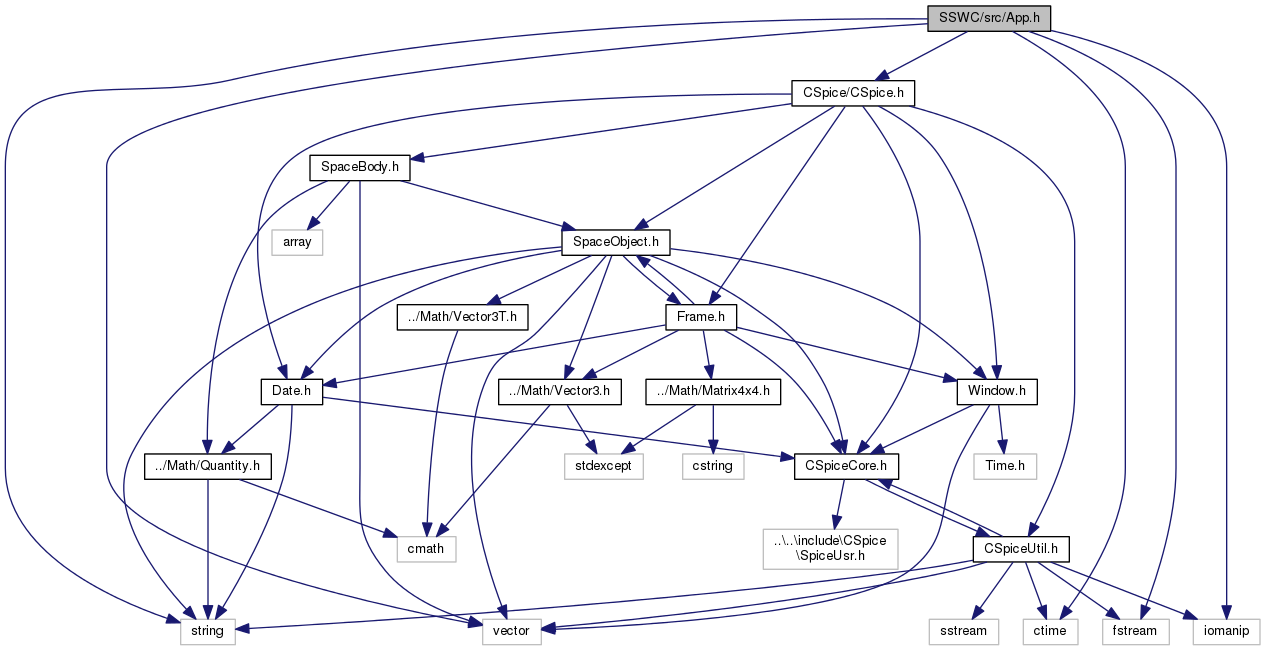 SSWC/src/App.h
CSpice/CSpice.h
SpaceBody.h
array
SpaceObject.h
../Math/Vector3T.h
Frame.h
Date.h
../Math/Vector3.h
../Math/Matrix4x4.h
Window.h
../Math/Quantity.h
stdexcept
cstring
CSpiceCore.h
Time.h
cmath
..\..\include\CSpice
\SpiceUsr.h
CSpiceUtil.h
string
vector
sstream
ctime
fstream
iomanip